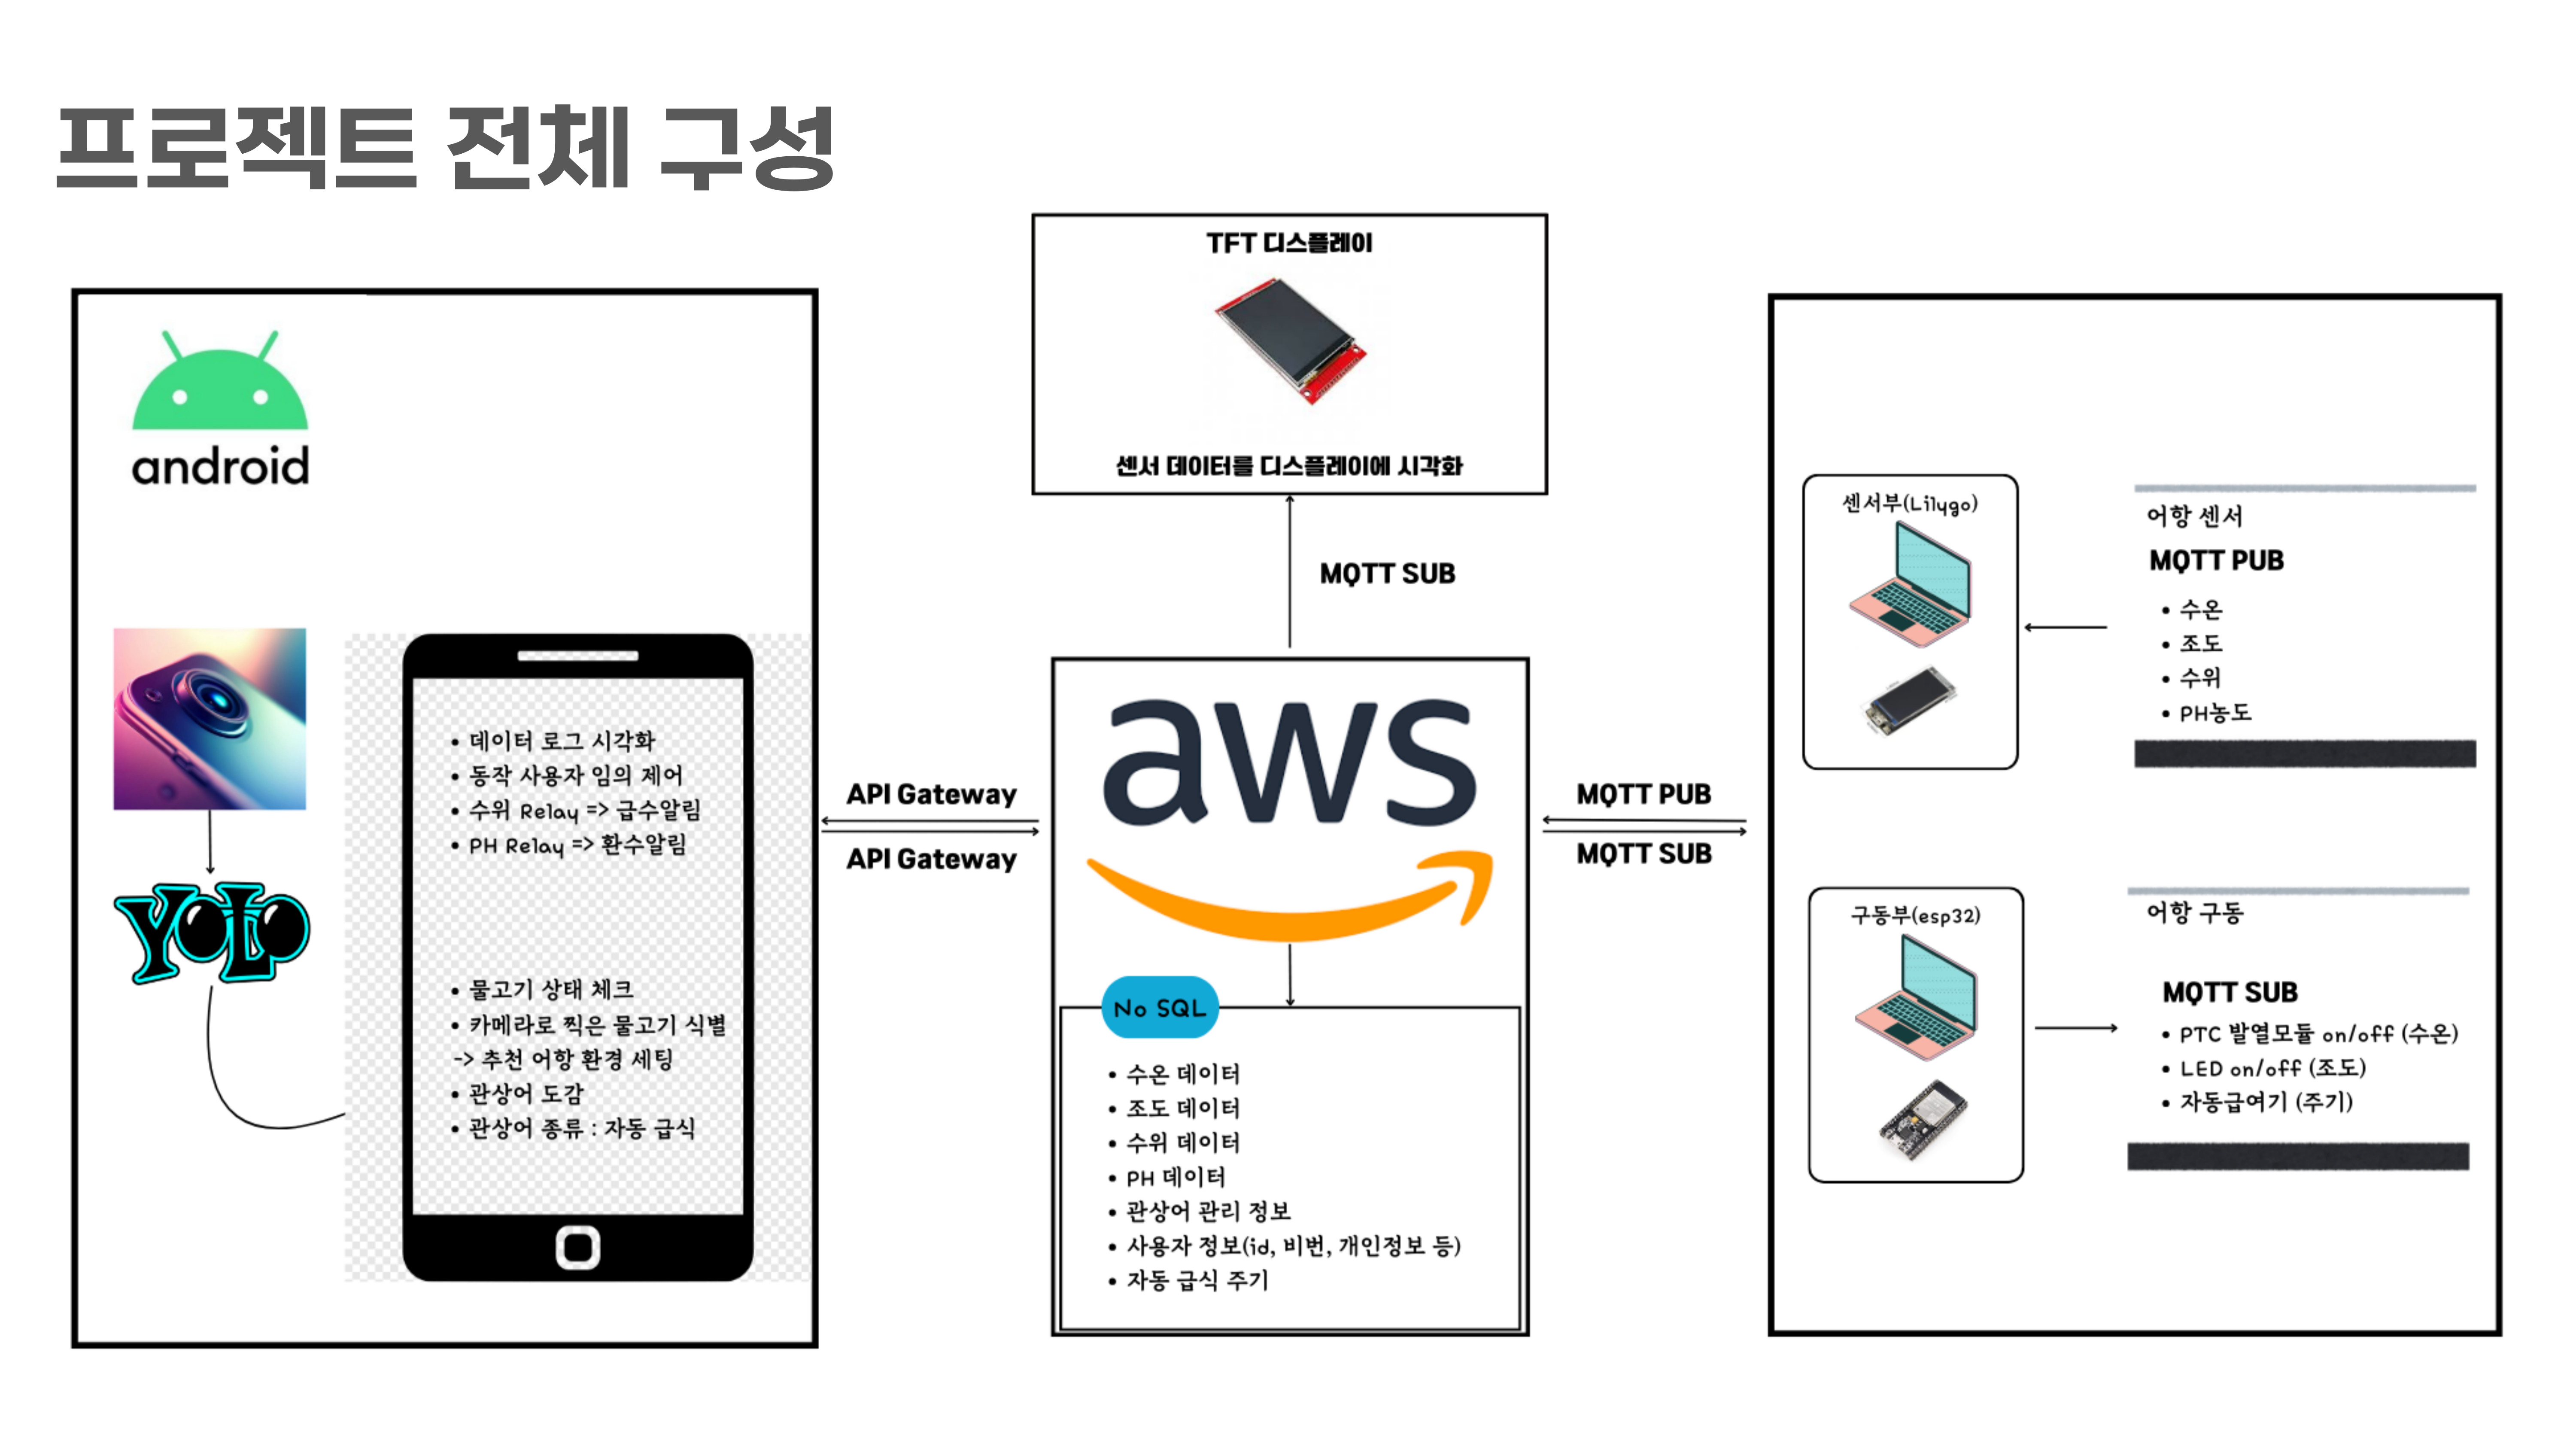 프로젝트 전체 구성
TFT 디스플레이
센서 데이터를 디스플레이에 시각화
MQTT SUB
android
YOLO
• 데이터 로그 시각화
• 동작 사용자 임의 제어
• 수위 Relay => 급수알림
• PH Relay => 환수알림
• 물고기 상태 체크
• 카메라로 찍은 물고기 식별
-> 추천 어항 환경 세팅
• 관상어 도감
• 관상어 종류 : 자동 급식
API Gateway
API Gateway
aws
No SQL
• 수온 데이터
• 조도 데이터
• 수위 데이터
• PH 데이터
• 관상어 관리 정보
• 사용자 정보(id, 비번, 개인정보 등)
• 자동 급식 주기
MQTT PUB
MQTT SUB
센서부(Lilygo)
어항 센서
MQTT PUB
• 수온
• 조도
• 수위
• PH농도
구동부(esp32)
어항 구동
MQTT SUB
• PTC 발열모듈 on/off (수온)
• LED on/off (조도)
• 자동급여기 (주기)